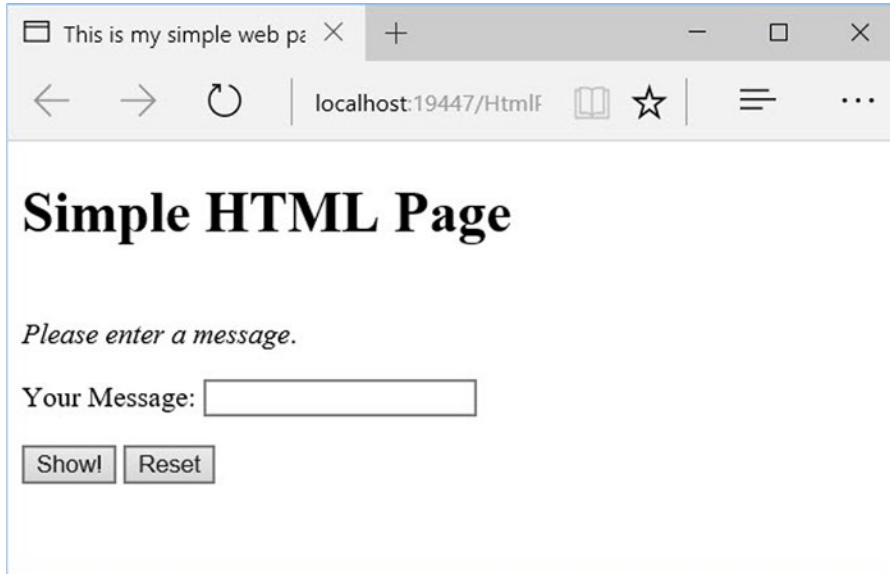 This is my simple web pa
localhost:19447/HtmlF
Simple HTML Page
Please enter a message.
Your Message:
Show! Reset